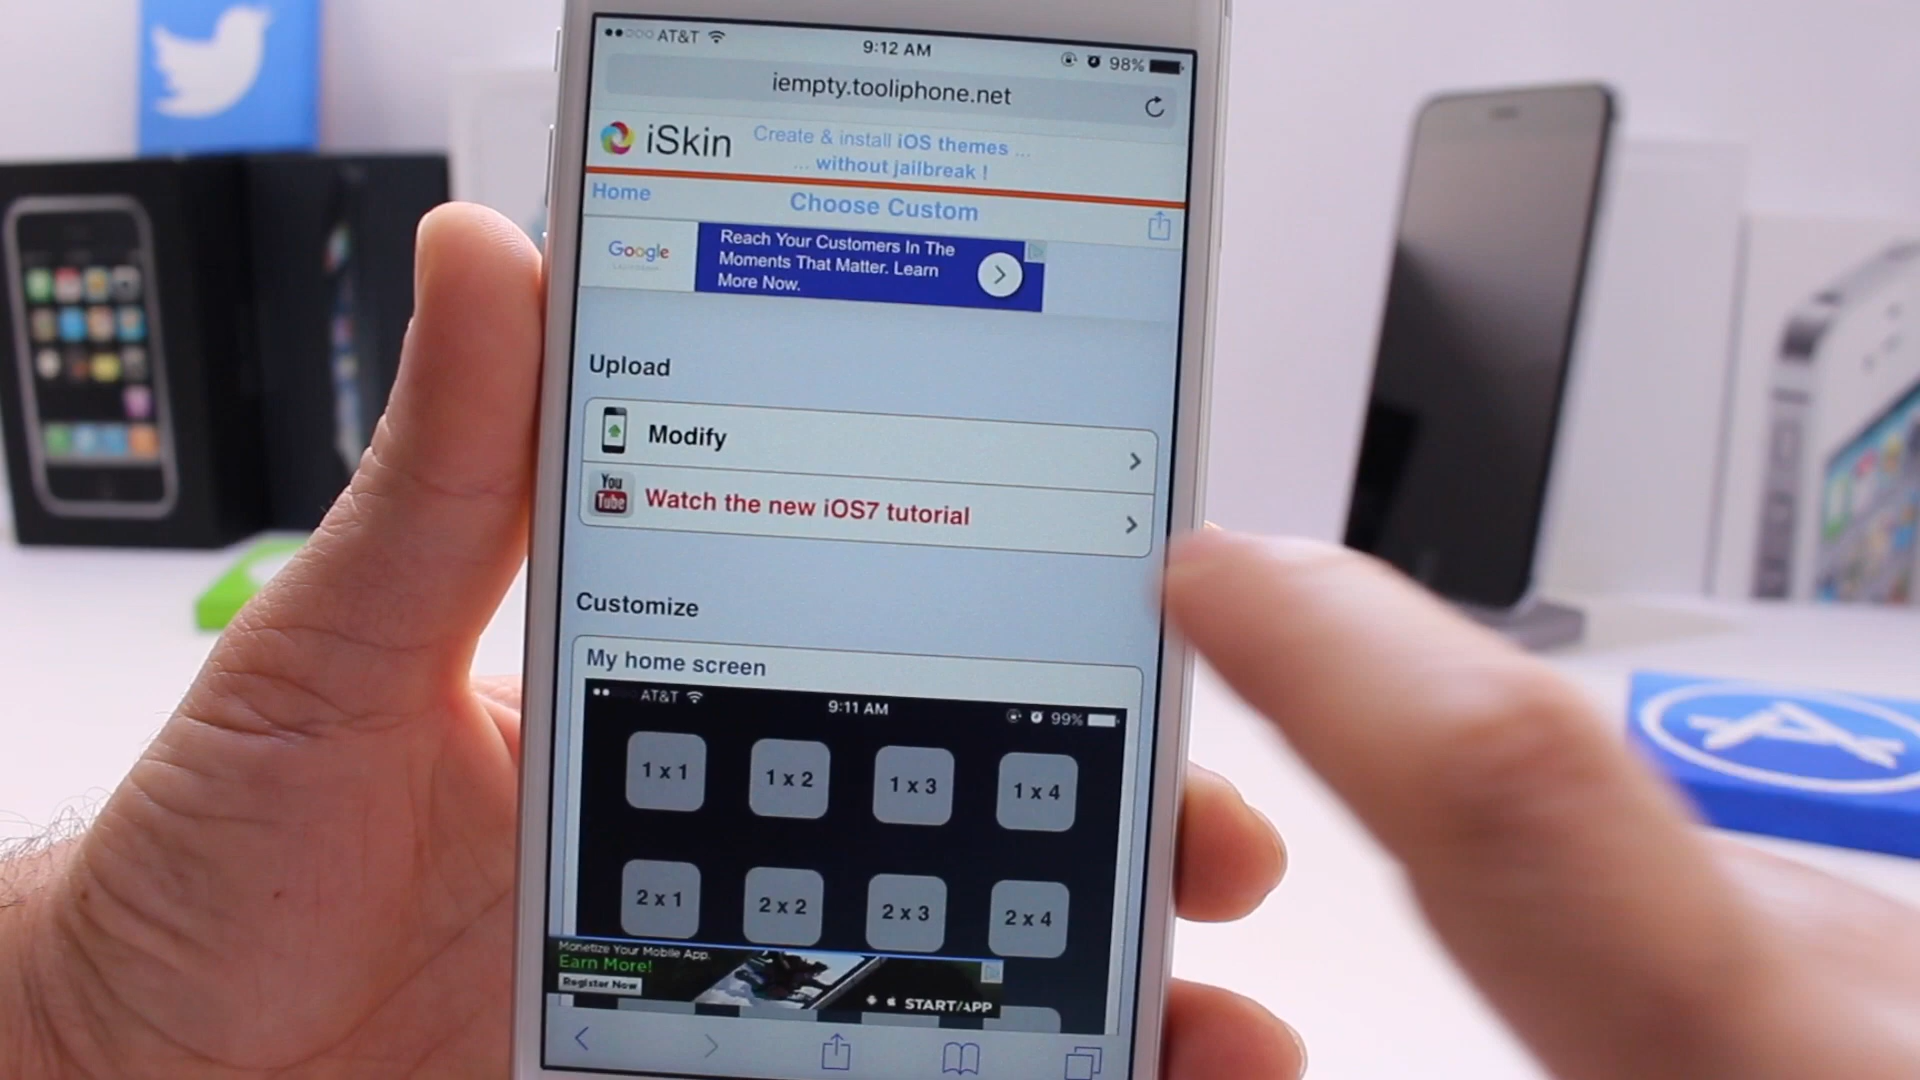 AT&T 9:12 AM 98%
iempty.tooliphone.net
iSkin
Create & install iOS themes ...
... without jailbreak !
Home Choose Custom
Google
Reach Your Customers In The
Moments That Matter. Learn
More Now.
Upload
Modify
You
Tube
Watch the new iOS7 tutorial
Customize
My home screen
AT&T 9:11 AM 99%
1 x 1 1 x 2 1 x 3 1 x 4
2 x 1 2 x 2 2 x 3 2 x 4
Monetize Your Mobile App.
Earn More!
Register Now
START/APP